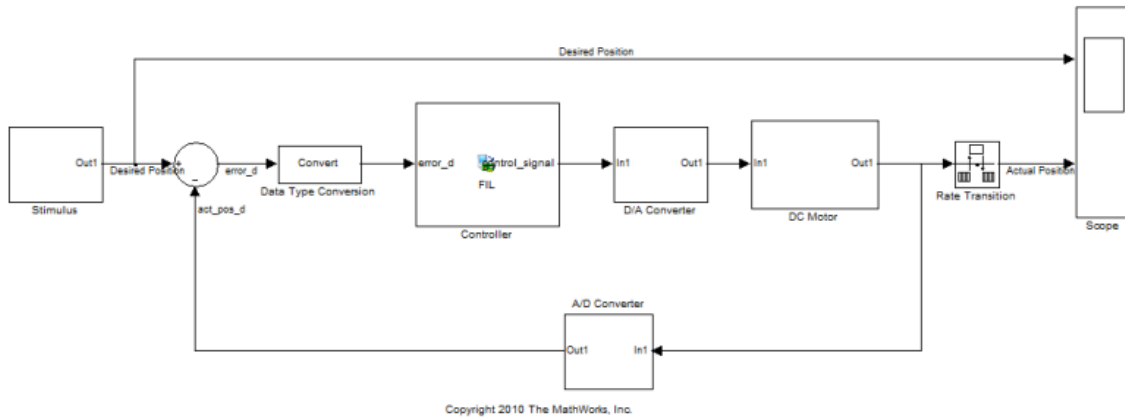 Desired Position
Out1
Desired Position
Stimulus
error_d
act_pos_d
Convert
Data Type Conversion
error_d
ntrol_signal
FIL
Controller
In1
Out1
D/A Converter
In1
Out1
DC Motor
Rate Transition
Actual Position
Scope
A/D Converter
Out1
In1
Copyright 2010 The MathWorks, Inc.